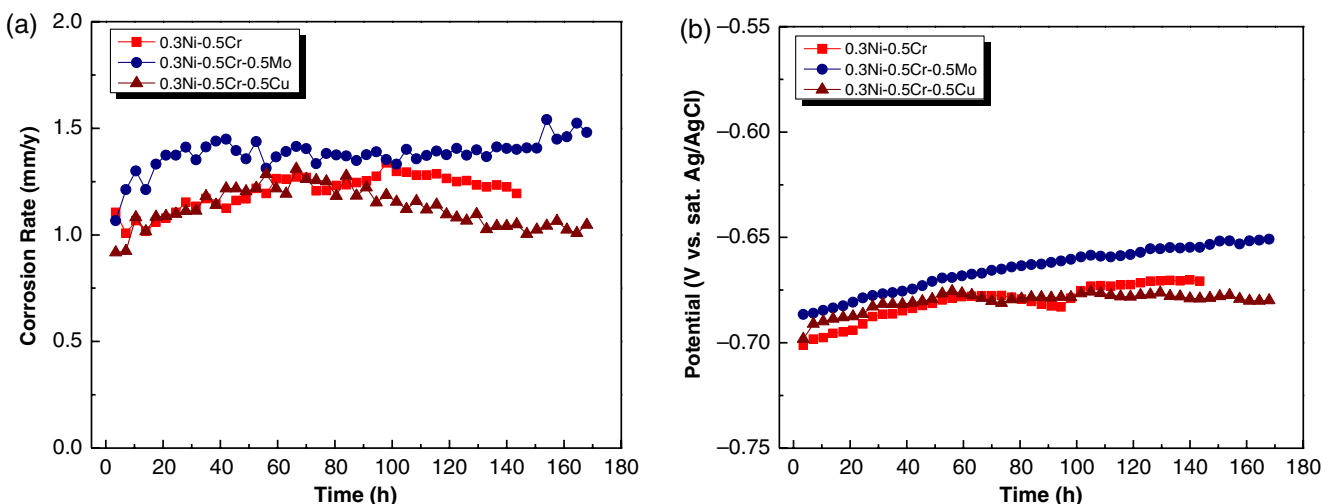 (a)
0.3Ni-0.5Cr
0.3Ni-0.5Cr-0.5Mo
0.3Ni-0.5Cr-0.5Cu
Corrosion Rate (mm/y)
2.0
1.5
1.0
0.5
0.0
0 20 40 60 80 100 120 140 160 180
Time (h)
(b)
0.3Ni-0.5Cr
0.3Ni-0.5Cr-0.5Mo
0.3Ni-0.5Cr-0.5Cu
Potential (V vs. sat. Ag/AgCl)
−0.55
−0.60
−0.65
−0.70
−0.75
0 20 40 60 80 100 120 140 160 180
Time (h)